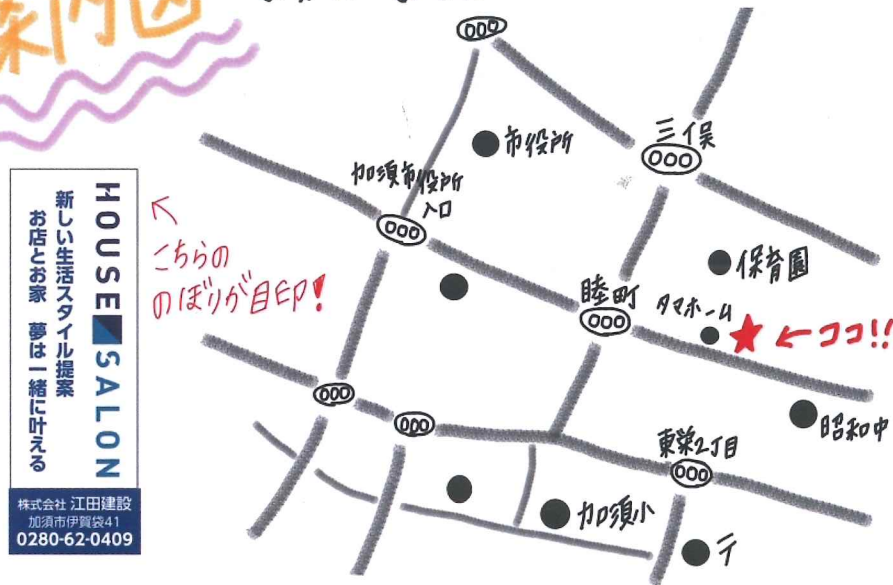 案内図
三俣
市役所
加須市役所
入口
こちらの
のぼりが目印!
HOUSE SALON
新しい生活スタイル提案
お店とお家 夢は一緒に叶える
株式会社 江田建設
加須市伊賀袋41
0280-62-0409
保育園
睦町
タマホーム
←ココ!!
昭和中
東栄2丁目
加須小
〒